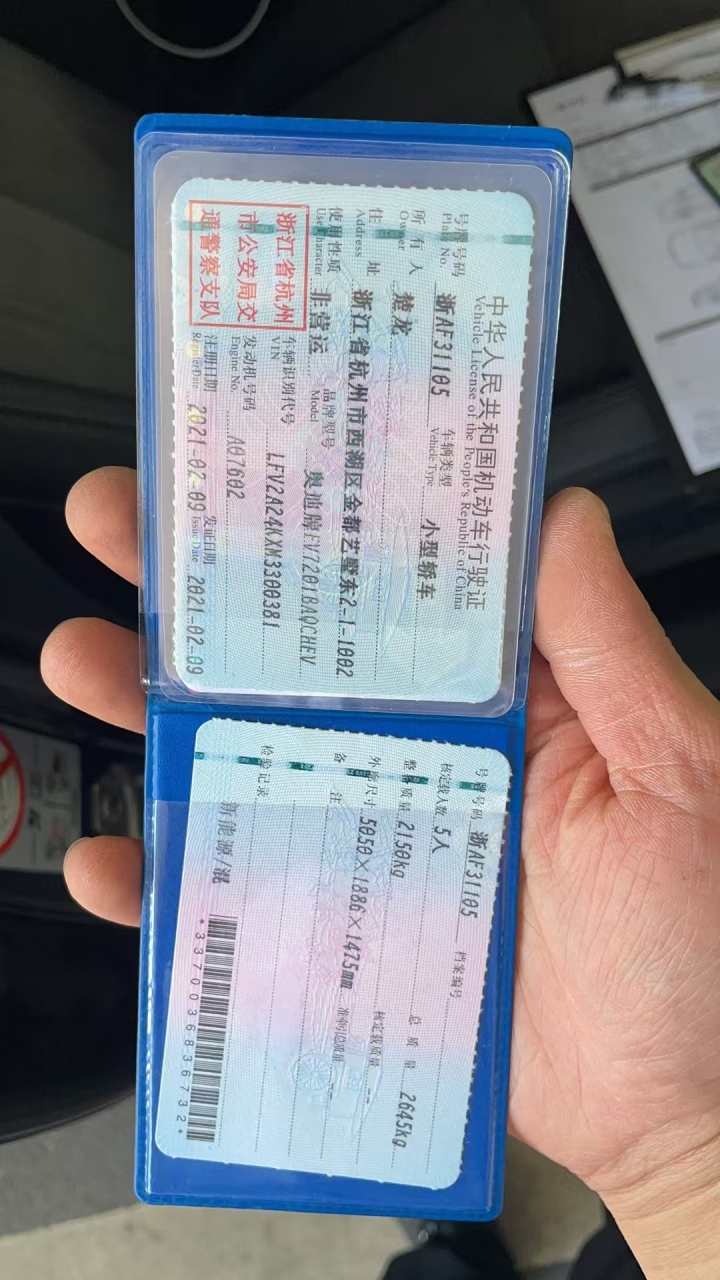 中华人民共和国机动车行驶证
Vehicle License of the People's Republic of China
号牌号码 浙AF31105 车辆类型 小型轿车
Plate No. Vehicle Type
所有人 楚龙
Owner
住址 浙江省杭州市西湖区金都艺墅东2-1-1002
Address
使用性质 非营运 品牌型号 奥迪牌FV7201BAQCHEV
Use Character Model
浙江省杭州
市公安局交
通警察支队
车辆识别代号 LFV2A24KXM3300381
VIN
发动机号码 A07602
Engine No.
注册日期 2021-02-09 发证日期 2021-02-09
Register Date Issue Date
号牌号码 浙AF31105 档案编号
核定载人数 5人 总质量 2645kg
整备质量 2150kg 核定载质量
外廓尺寸 5050×1886×1475mm 准牵引总质量
备注
检验记录
新能源/混
*3370036836732*